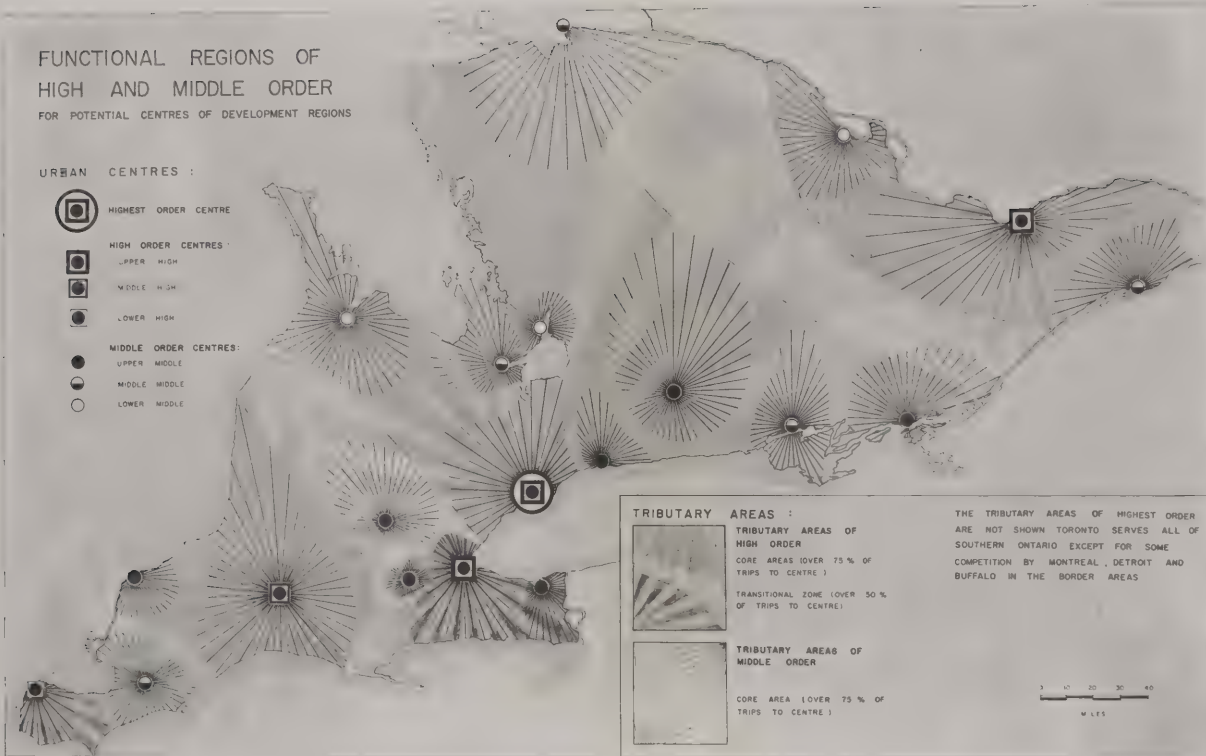 FUNCTIONAL REGIONS OF
HIGH AND MIDDLE ORDER
FOR POTENTIAL CENTRES OF DEVELOPMENT REGIONS
URBAN CENTRES :
HIGHEST ORDER CENTRE
HIGH ORDER CENTRES :
UPPER HIGH
MIDDLE HIGH
LOWER HIGH
MIDDLE ORDER CENTRES:
UPPER MIDDLE
MIDDLE MIDDLE
LOWER MIDDLE
TRIBUTARY AREAS :
TRIBUTARY AREAS OF
HIGH ORDER
CORE AREAS (OVER 75 % OF
TRIPS TO CENTRE )
TRANSITIONAL ZONE (OVER 50 %
OF TRIPS TO CENTRE)
TRIBUTARY AREAS OF
MIDDLE ORDER
CORE AREA (OVER 75 % OF
TRIPS TO CENTRE )
THE TRIBUTARY AREAS OF HIGHEST ORDER
ARE NOT SHOWN TORONTO SERVES ALL OF
SOUTHERN ONTARIO EXCEPT FOR SOME
COMPETITION BY MONTREAL , DETROIT AND
BUFFALO IN THE BORDER AREAS
10 20 30 40
MILES